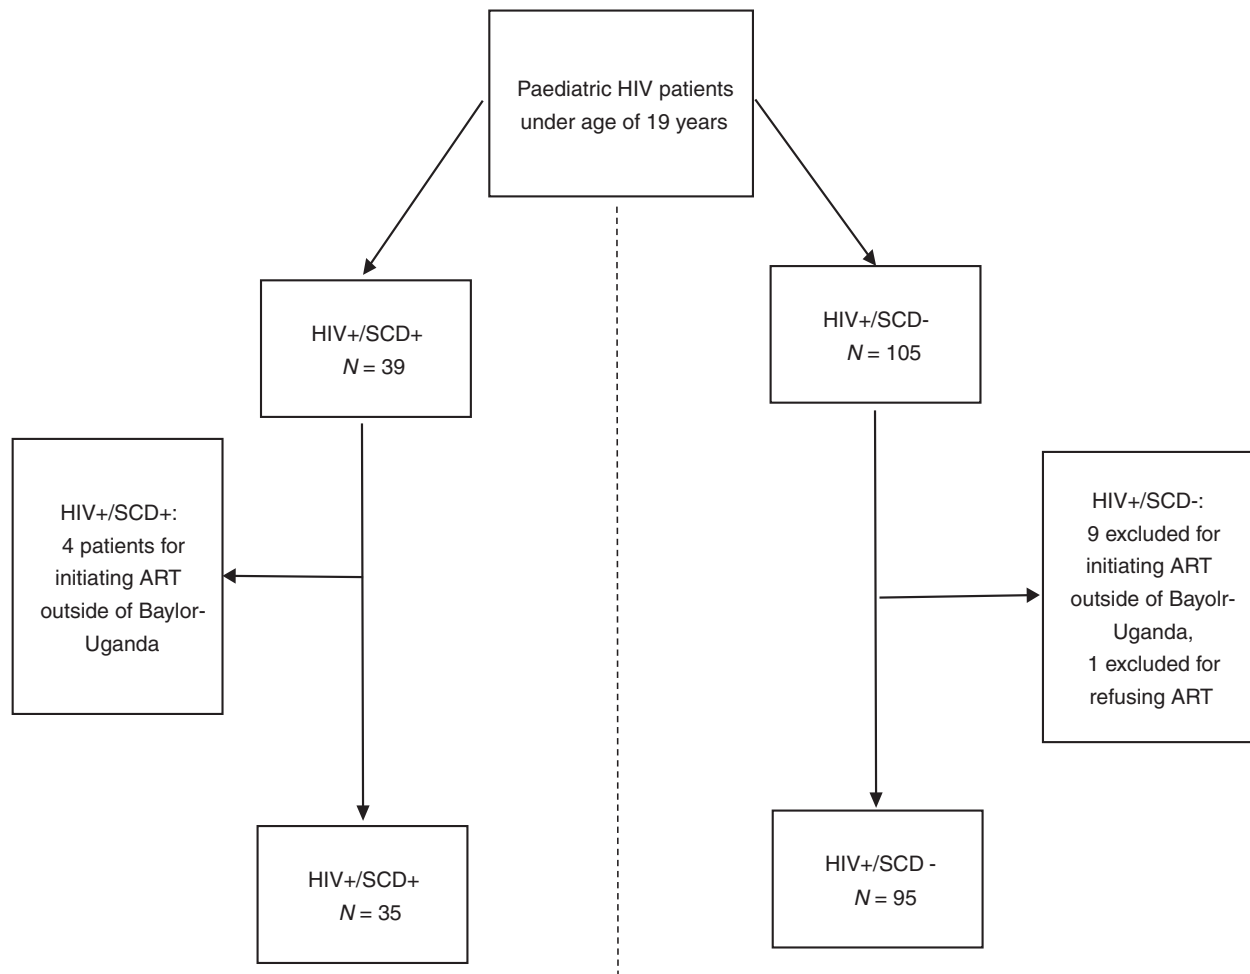 Paediatric HIV patients
under age of 19 years
HIV+/SCD+
N = 39
HIV+/SCD-
N = 105
HIV+/SCD+:
4 patients for
initiating ART
outside of Baylor-
Uganda
HIV+/SCD-:
9 excluded for
initiating ART
outside of Bayolr-
Uganda,
1 excluded for
refusing ART
HIV+/SCD+
N = 35
HIV+/SCD -
N = 95